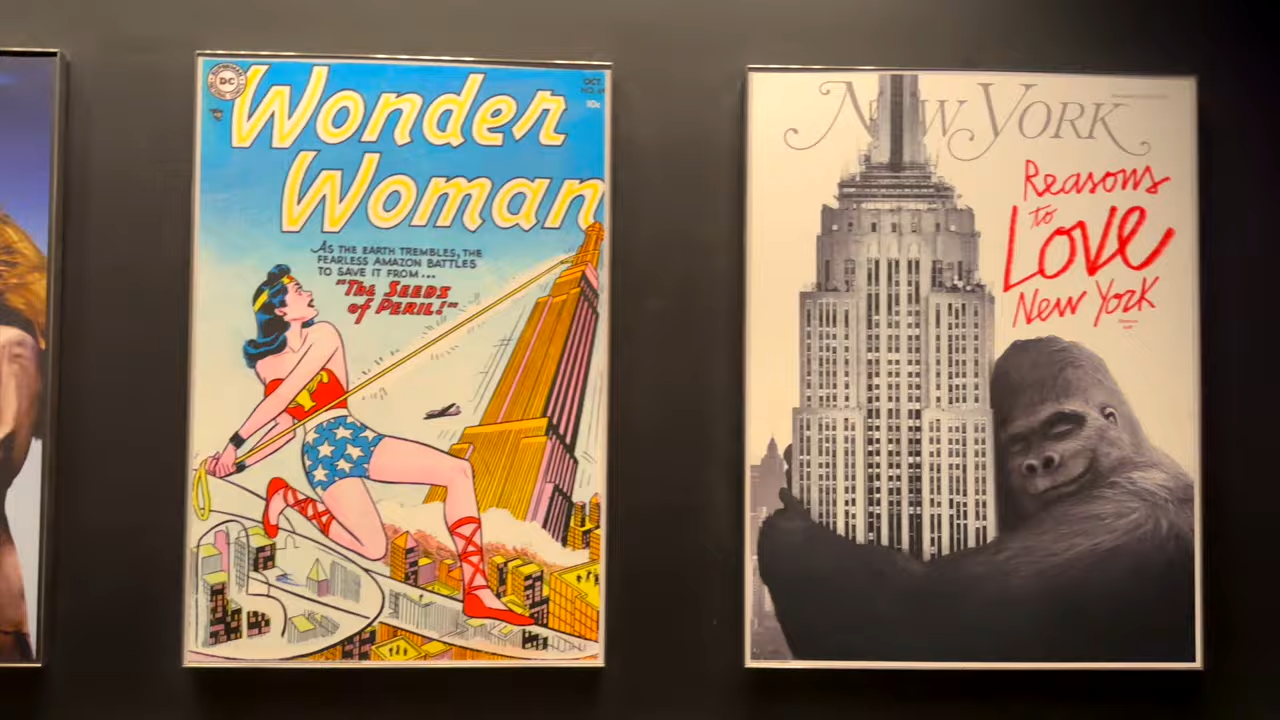 Wonder
Woman
DC
OCT.
10¢
AS THE EARTH TREMBLES, THE
FEARLESS AMAZON BATTLES
TO SAVE IT FROM...
"THE SEEDS
OF PERIL!"
NEW YORK
Reasons
to
Love
New York